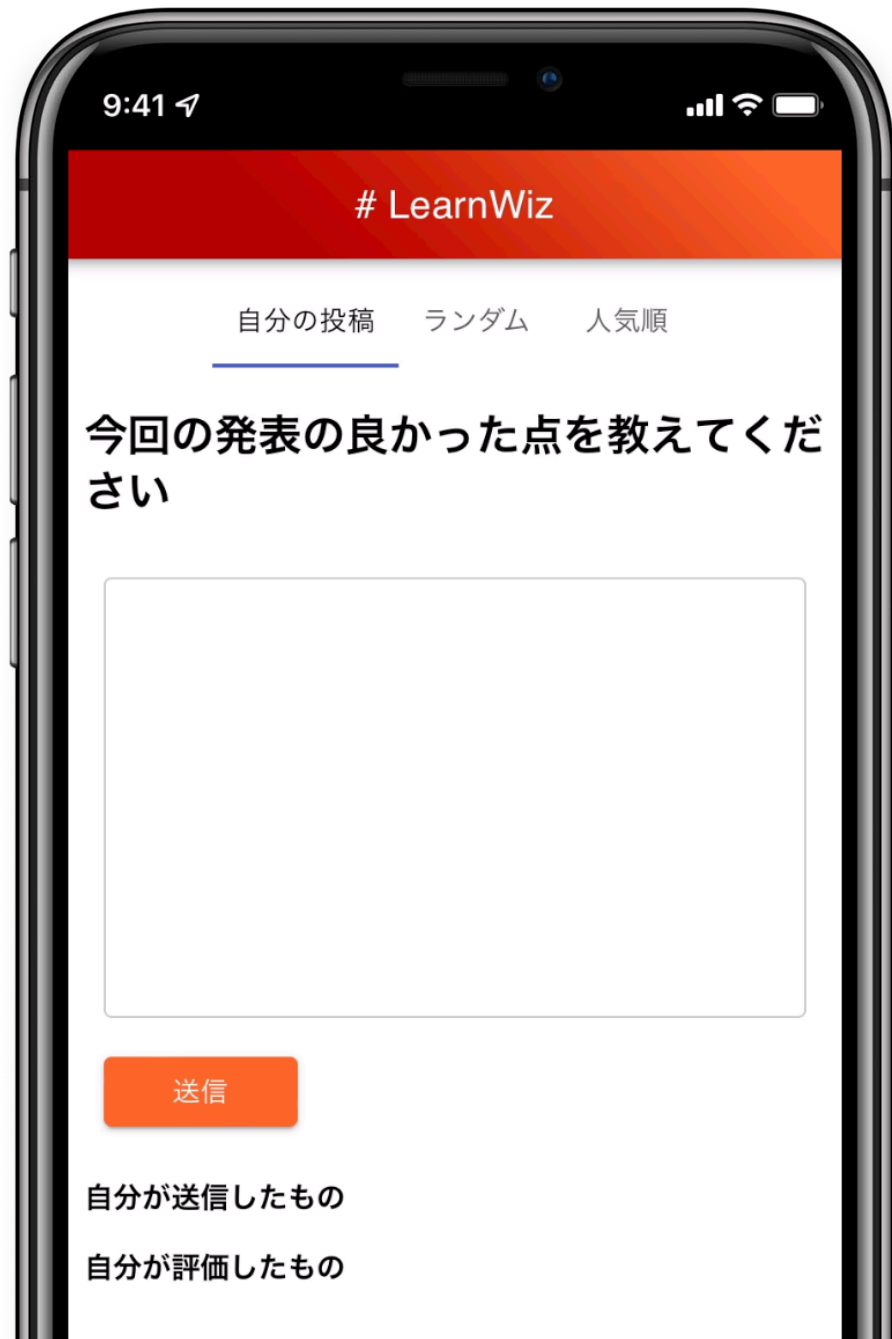 9:41
# LearnWiz
自分の投稿 ランダム 人気順
今回の発表の良かった点を教えてくだ
さい
送信
自分が送信したもの
自分が評価したもの